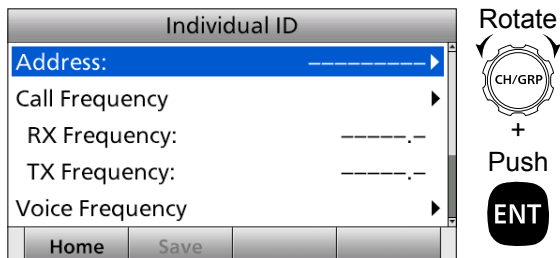 Individual ID
Address: ––––––––– ▶
Call Frequency ▶
RX Frequency: –––––.–
TX Frequency: –––––.–
Voice Frequency ▶
Home Save
Rotate
CH/GRP
+
Push
ENT